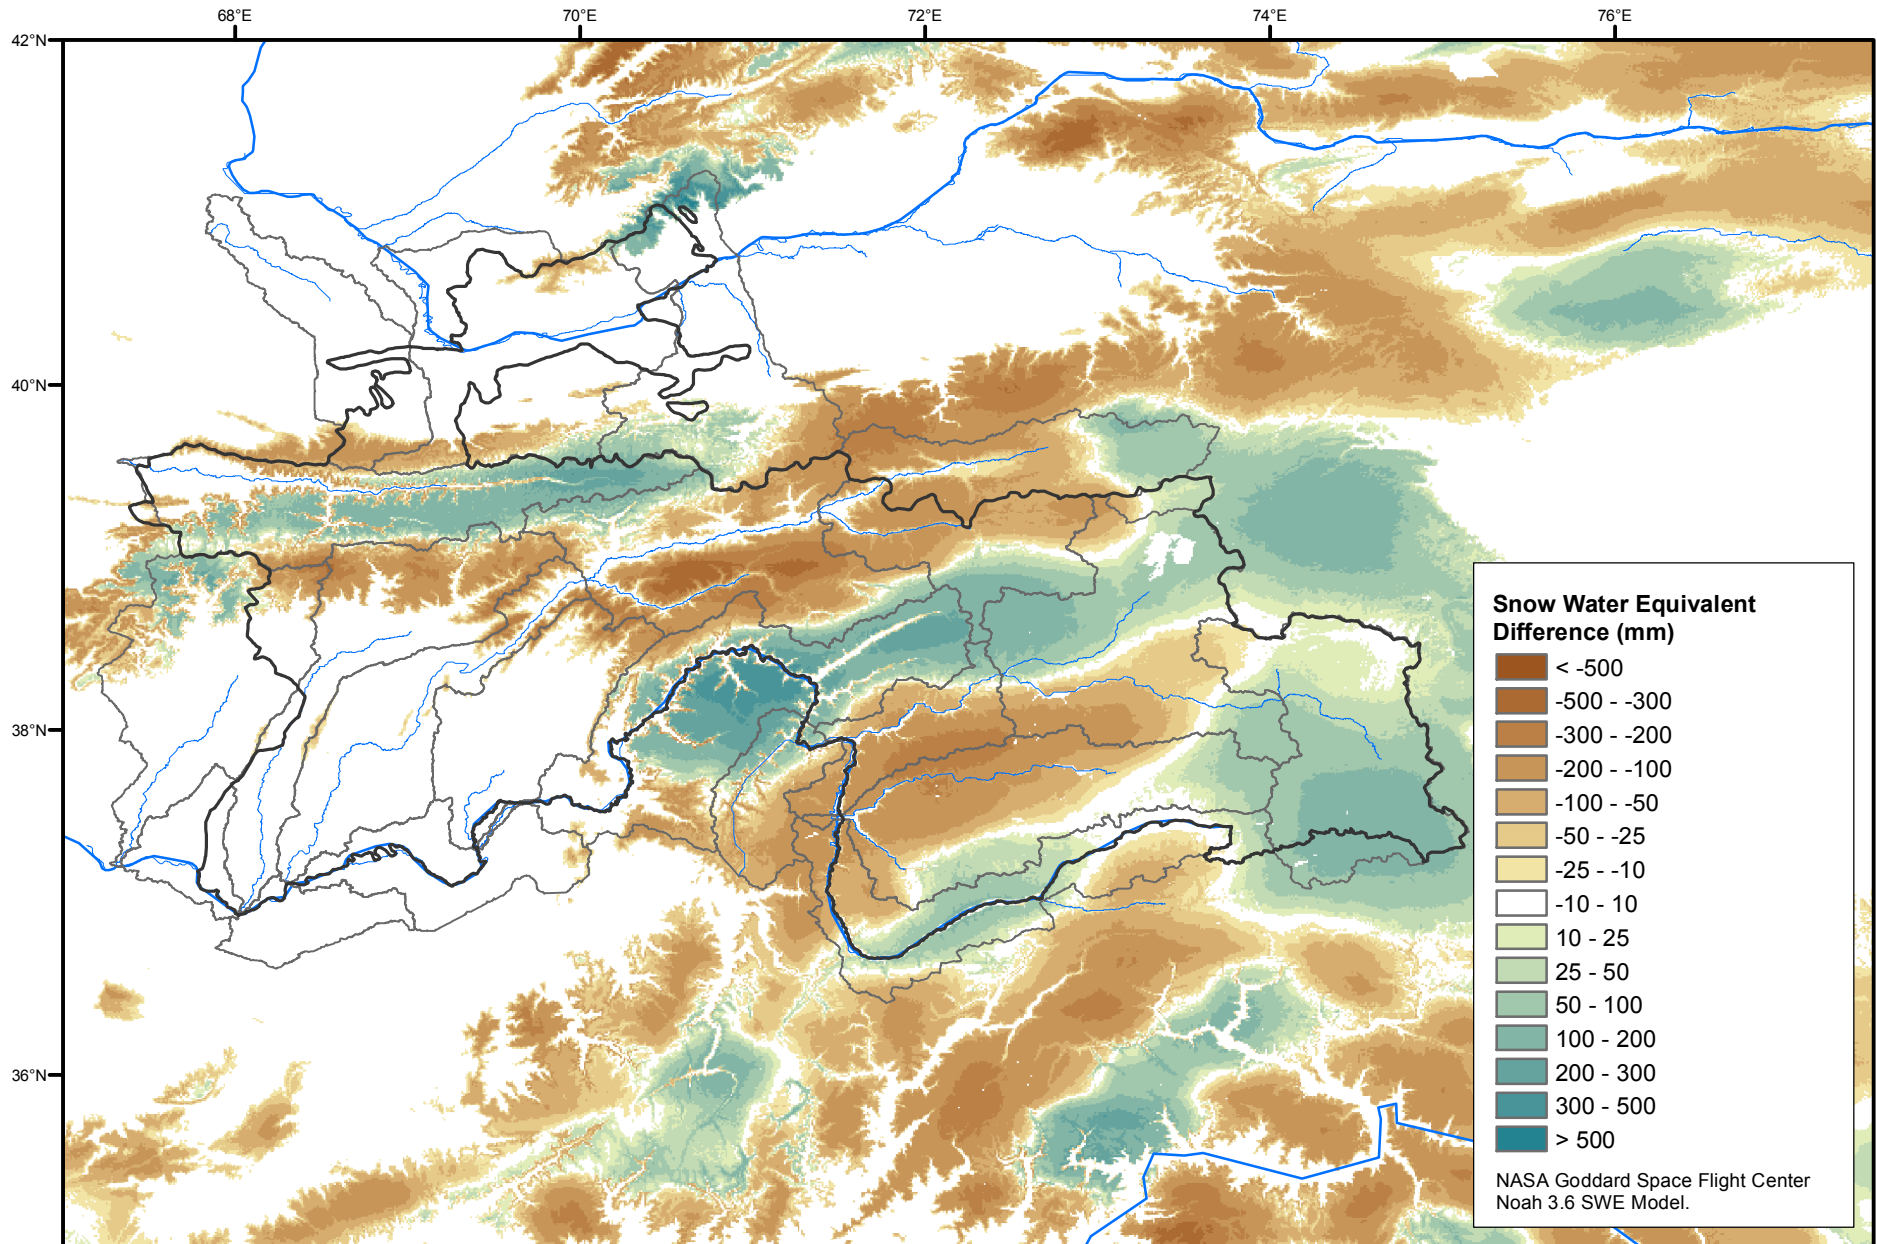 68°E
70°E
72°E
74°E
76°E
42°N
40°N
38°N
36°N
Snow Water Equivalent
Difference (mm)
< -500
-500 - -300
-300 - -200
-200 - -100
-100 - -50
-50 - -25
-25 - -10
-10 - 10
10 - 25
25 - 50
50 - 100
100 - 200
200 - 300
300 - 500
> 500
NASA Goddard Space Flight Center
Noah 3.6 SWE Model.